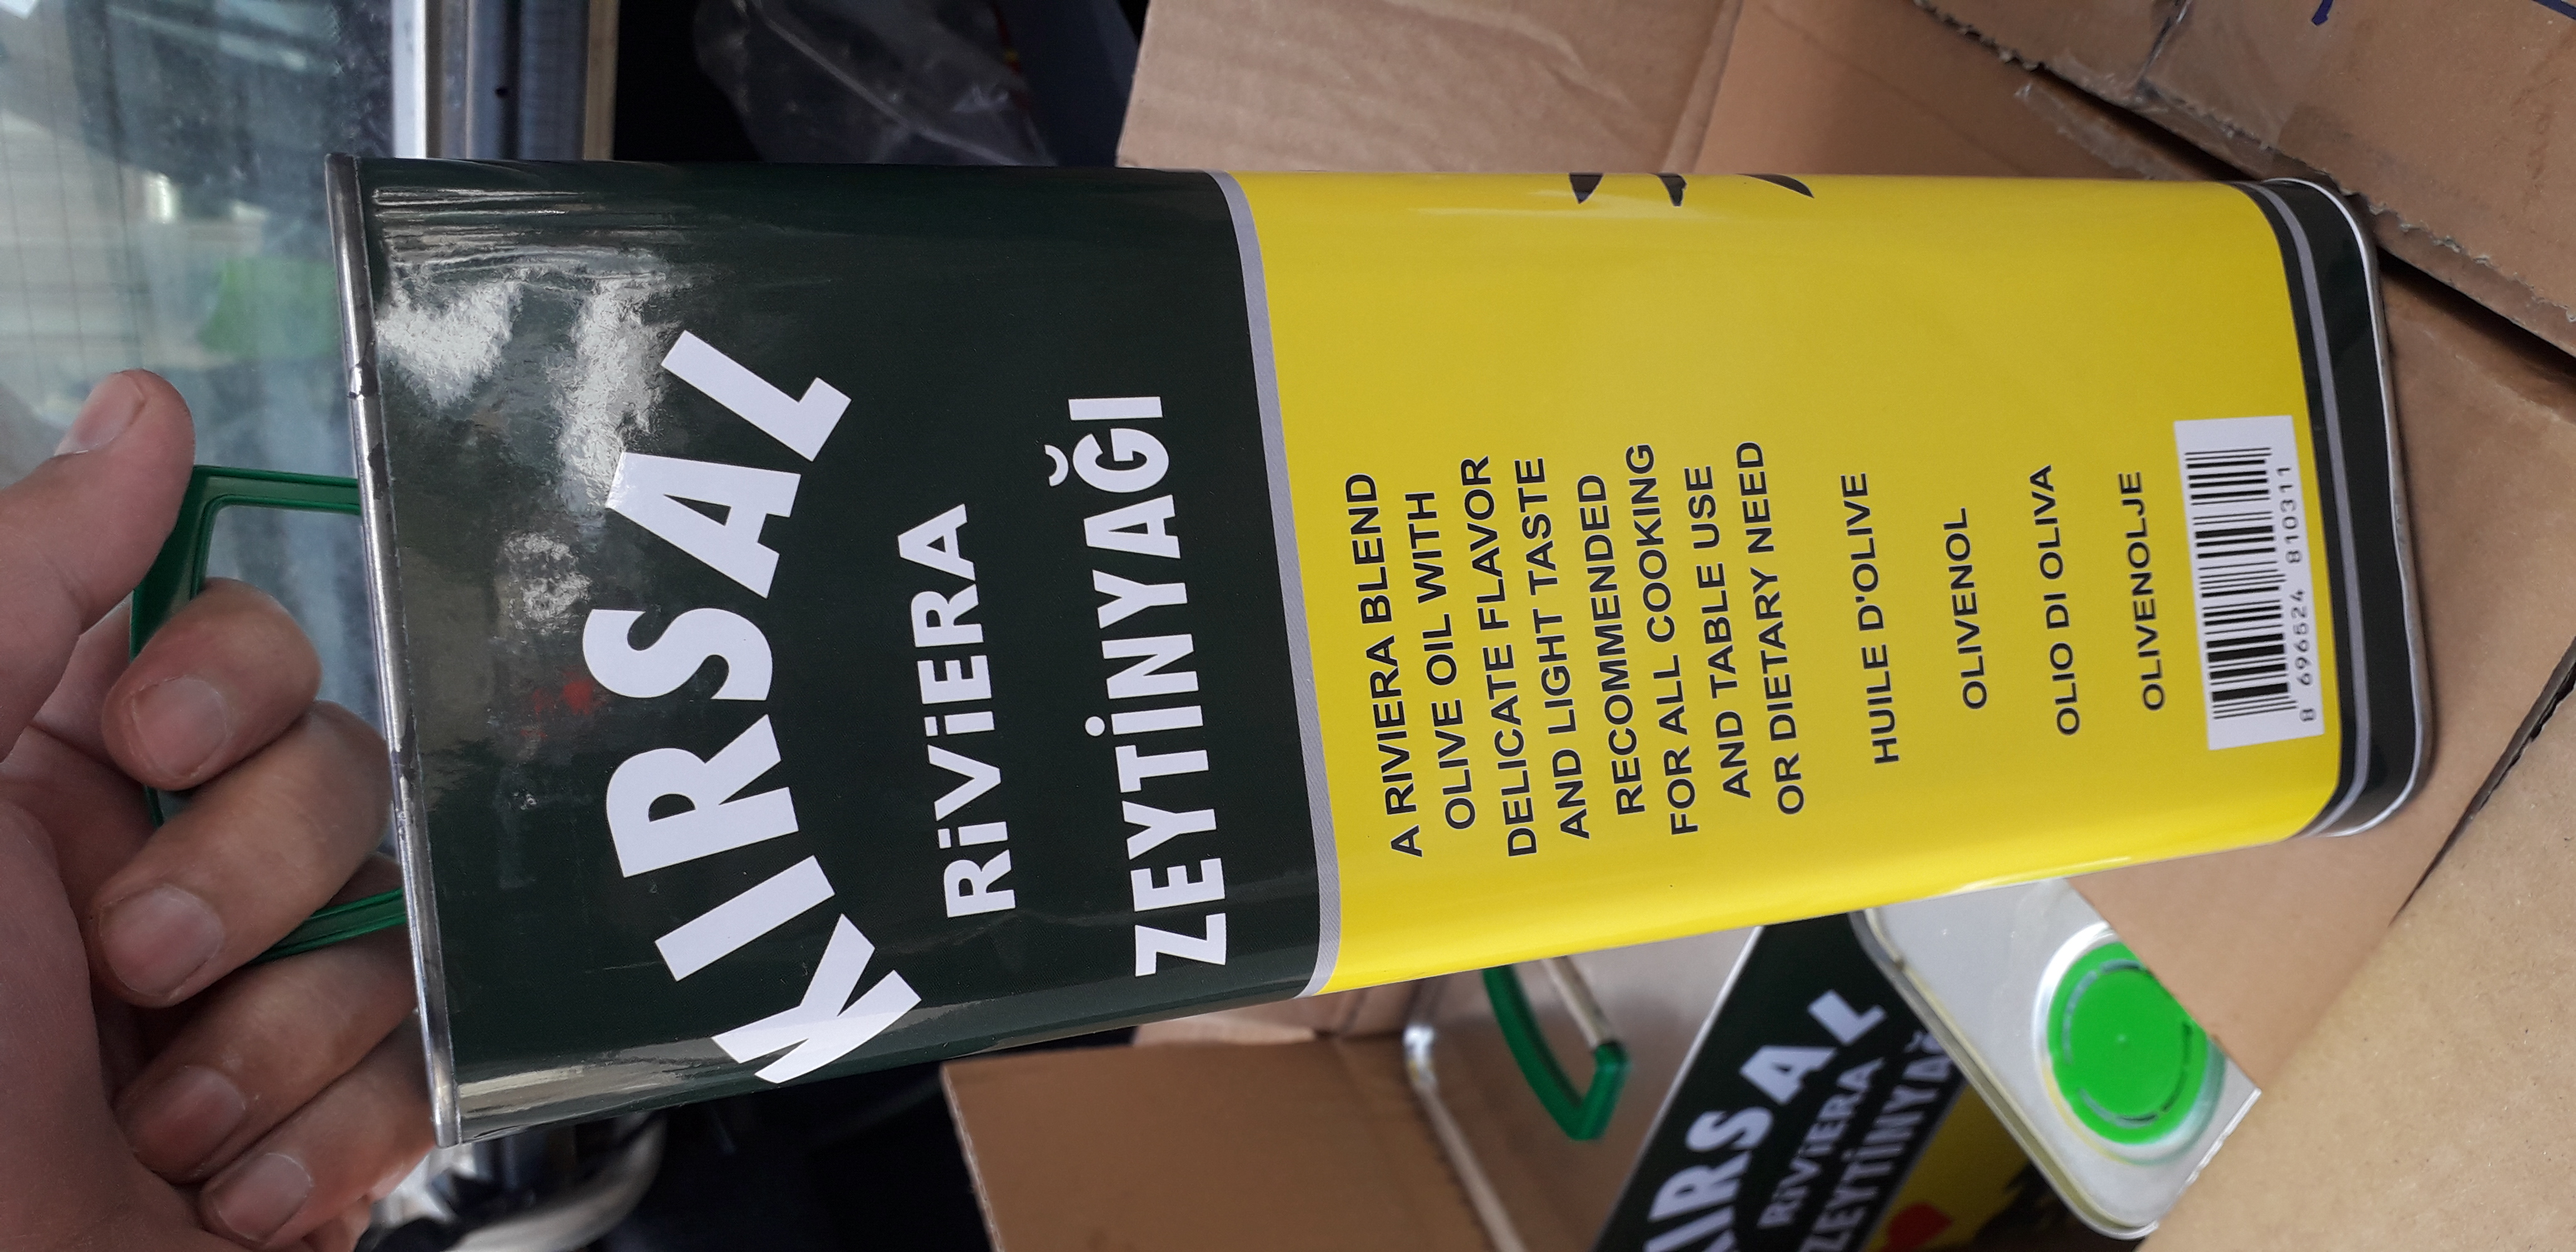 KIRSAL
RiViERA
ZEYTİNYAĞI
A RIVIERA BLEND
OLIVE OIL WITH
DELICATE FLAVOR
AND LIGHT TASTE
RECOMMENDED
FOR ALL COOKING
AND TABLE USE
OR DIETARY NEED
HUILE D'OLIVE
OLIVENOL
OLIO DI OLIVA
OLIVENOLJE
8 696524 810311
KIRSAL
RiViERA
ZEYTİNYAĞ